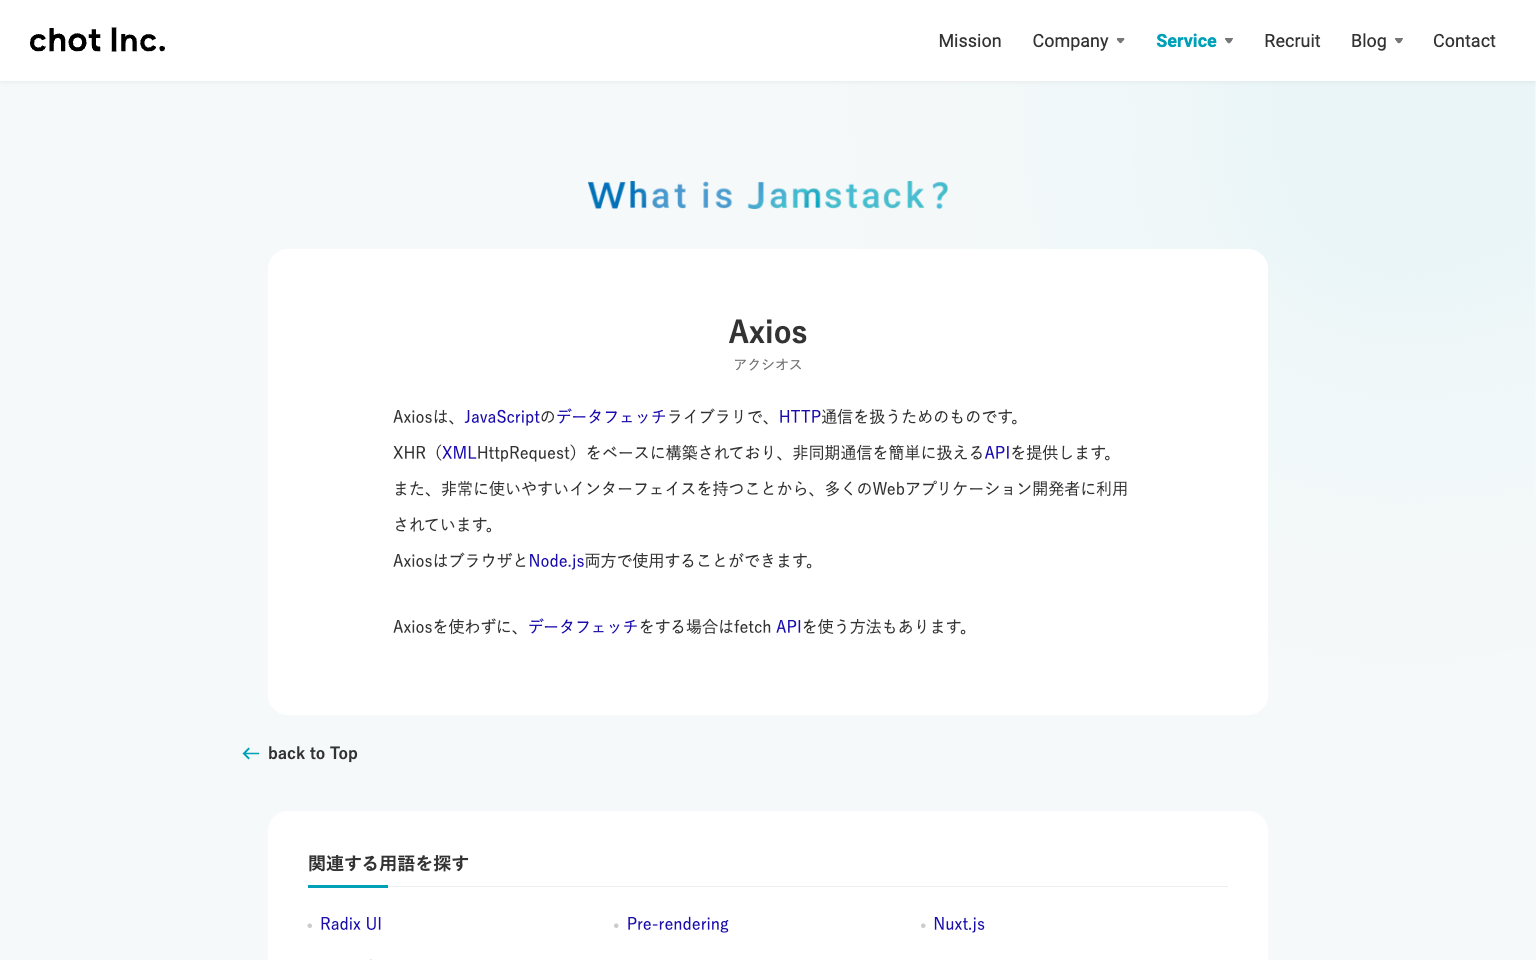 chot Inc.
Mission Company Service Recruit Blog Contact
What is Jamstack?
Axios
アクシオス
Axiosは、JavaScriptのデータフェッチライブラリで、HTTP通信を扱うためのものです。
XHR（XMLHttpRequest）をベースに構築されており、非同期通信を簡単に扱えるAPIを提供します。
また、非常に使いやすいインターフェイスを持つことから、多くのWebアプリケーション開発者に利用
されています。
AxiosはブラウザとNode.js両方で使用することができます。
Axiosを使わずに、データフェッチをする場合はfetch APIを使う方法もあります。
back to Top
関連する用語を探す
Radix UI Pre-rendering Nuxt.js